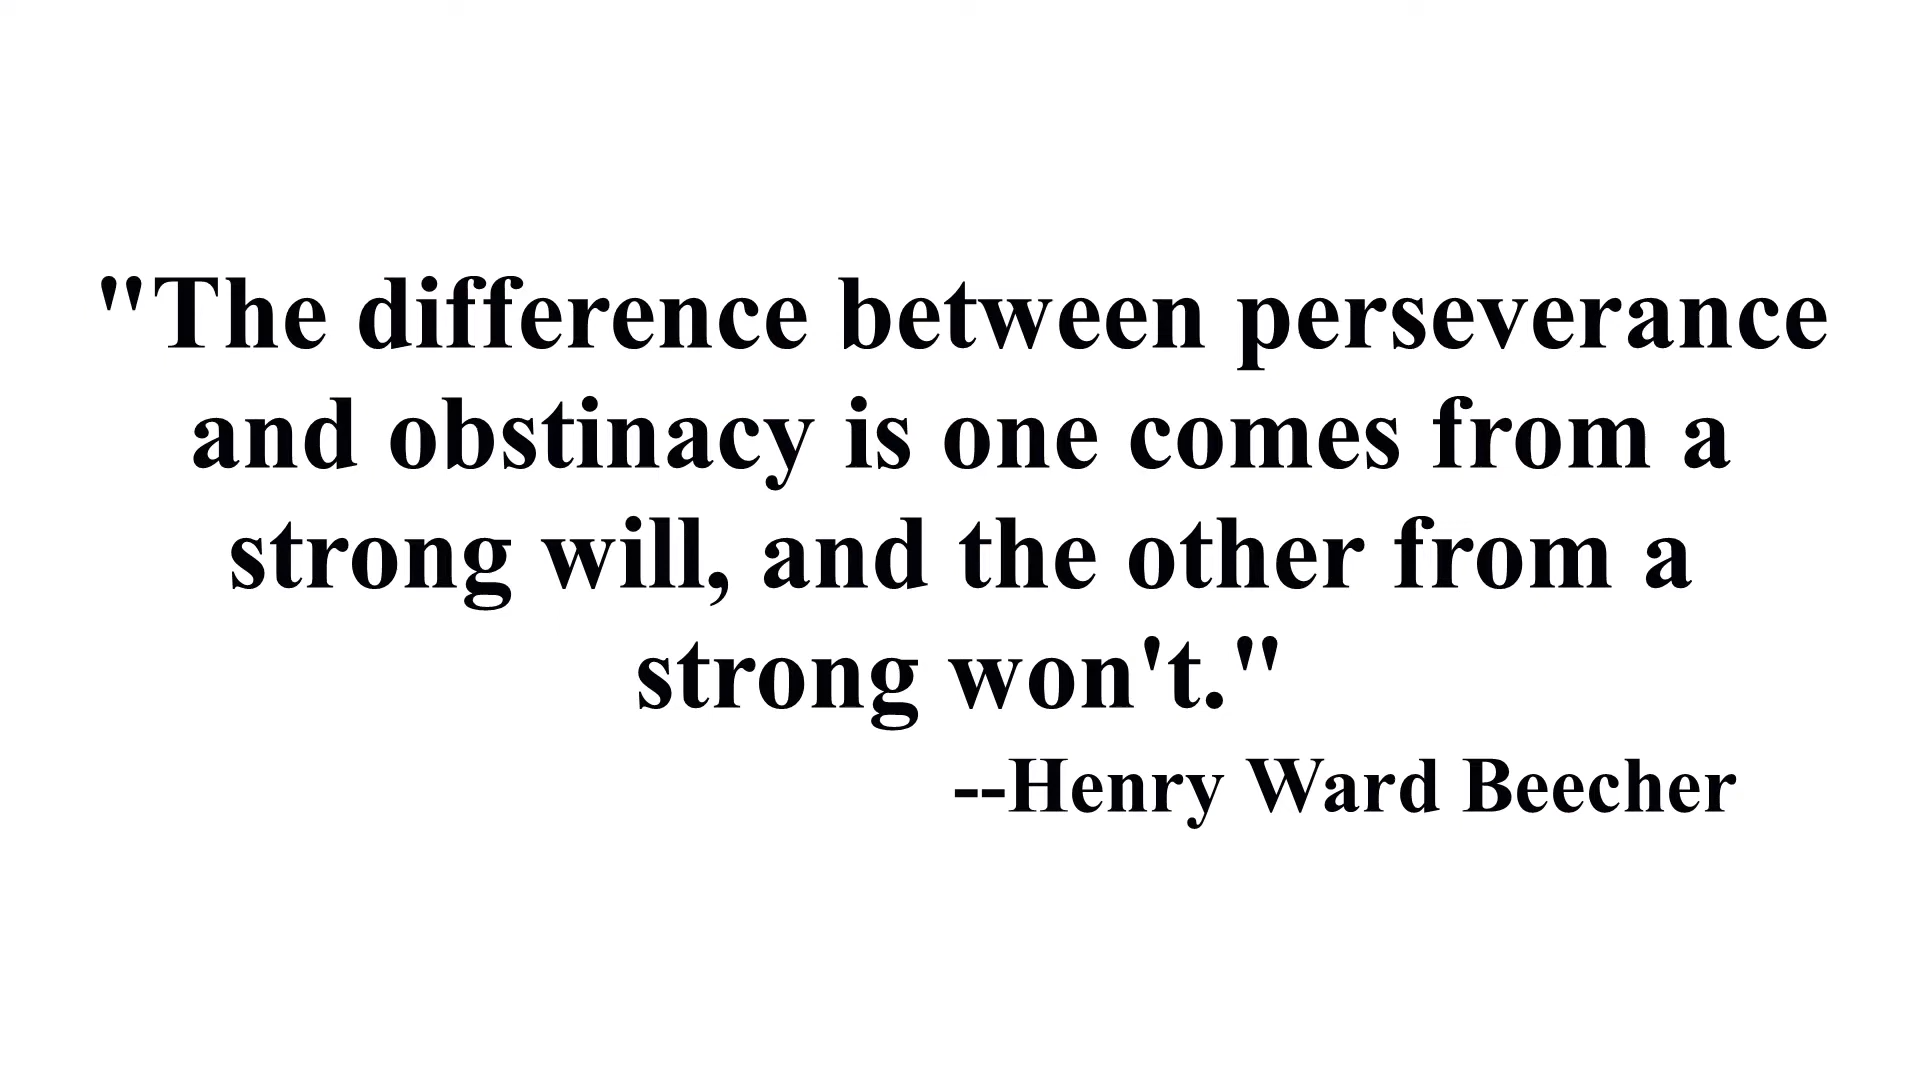 "The difference between perseverance
and obstinacy is one comes from a
strong will, and the other from a
strong won't."
--Henry Ward Beecher